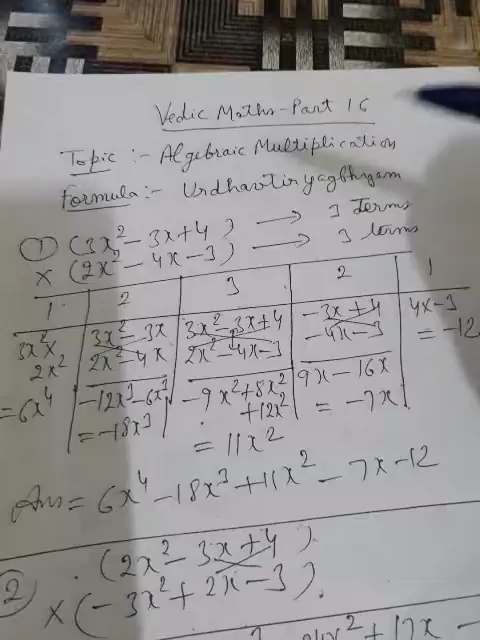 Vedic Maths-Part 16
Topic :- Algebraic Multiplication
Formula:- Urdhavtiryagbhyam
① (3x² - 3x + 4) → 3 Terms
x (2x² - 4x - 3) → 3 terms
1 2 3 2 1
3x² x 3x² - 3x 3x² - 3x + 4 -3x + 4 4x-3
2x² 2x² 4x 2x² - 4x - 3 -4x - 3 = -12
= 6x⁴ -12x³ - 6x³ -9x² + 8x² 9x - 16x
= -18x³ + 12x² = -7x
= 11x²
Ans = 6x⁴ - 18x³ + 11x² - 7x - 12
② (2x² - 3x + 4)
x (-3x² + 2x - 3)